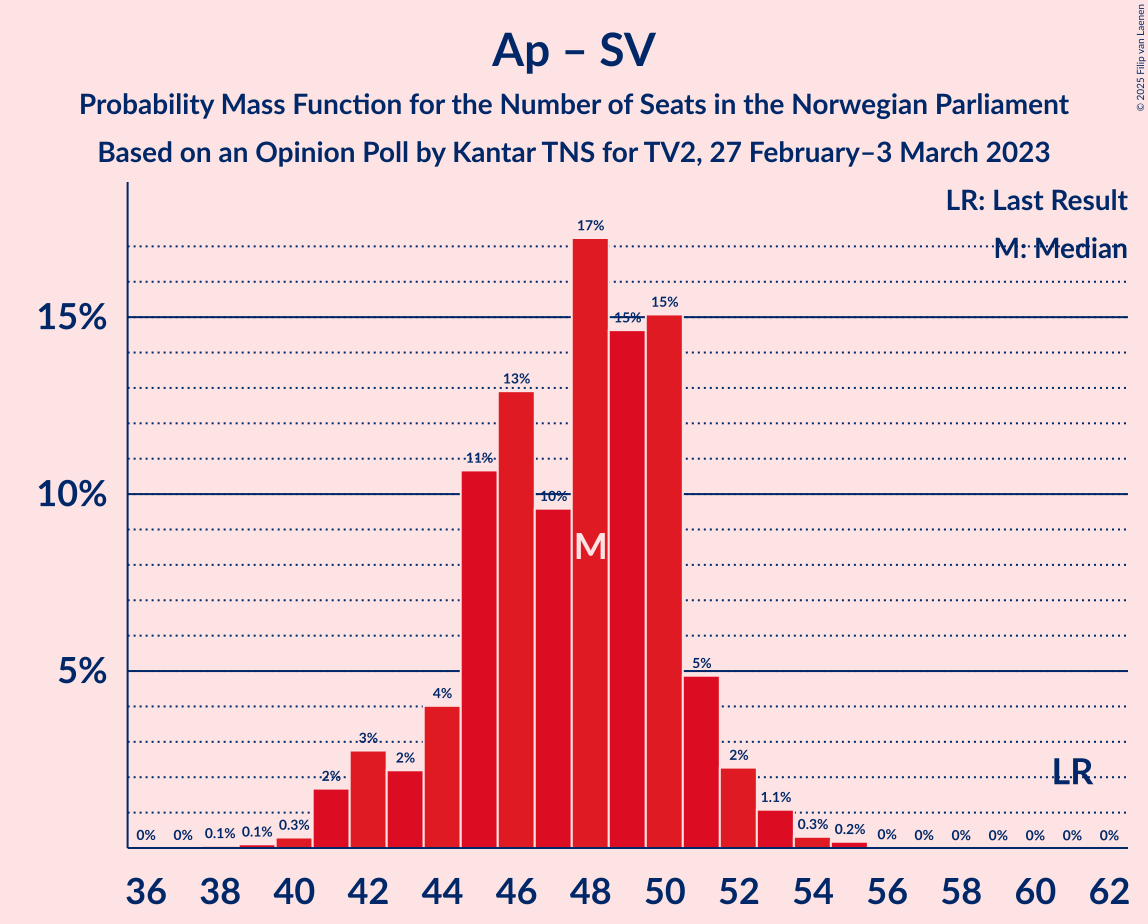 Ap – SV
Probability Mass Function for the Number of Seats in the Norwegian Parliament
Based on an Opinion Poll by Kantar TNS for TV2, 27 February–3 March 2023
© 2025 Filip van Laenen
LR: Last Result
M: Median
15%
10%
5%
0% 0% 0.1% 0.1% 0.3% 2% 3% 2% 4% 11% 13% 10% 17% 15% 15% 5% 2% 1.1% 0.3% 0.2% 0% 0% 0% 0% 0% 0% 0%
M
LR
36 38 40 42 44 46 48 50 52 54 56 58 60 62